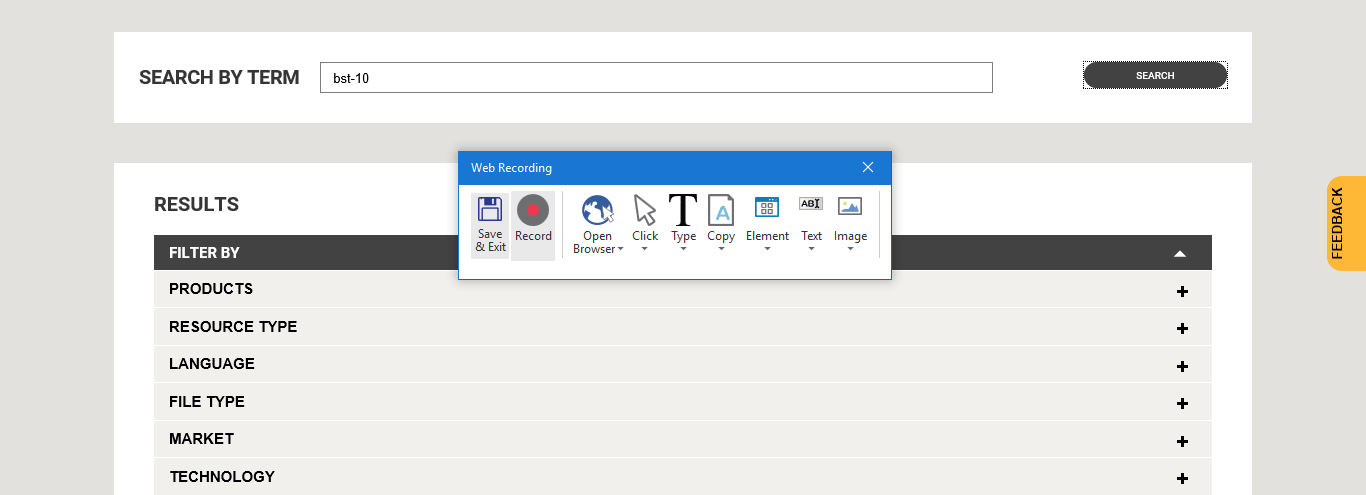 SEARCH BY TERM
bst-10
SEARCH
Web Recording
Save
& Exit
Record
Open
Browser
Click
Type
Copy
Element
Text
Image
A
ABI
FEEDBACK
RESULTS
FILTER BY
PRODUCTS
RESOURCE TYPE
LANGUAGE
FILE TYPE
MARKET
TECHNOLOGY